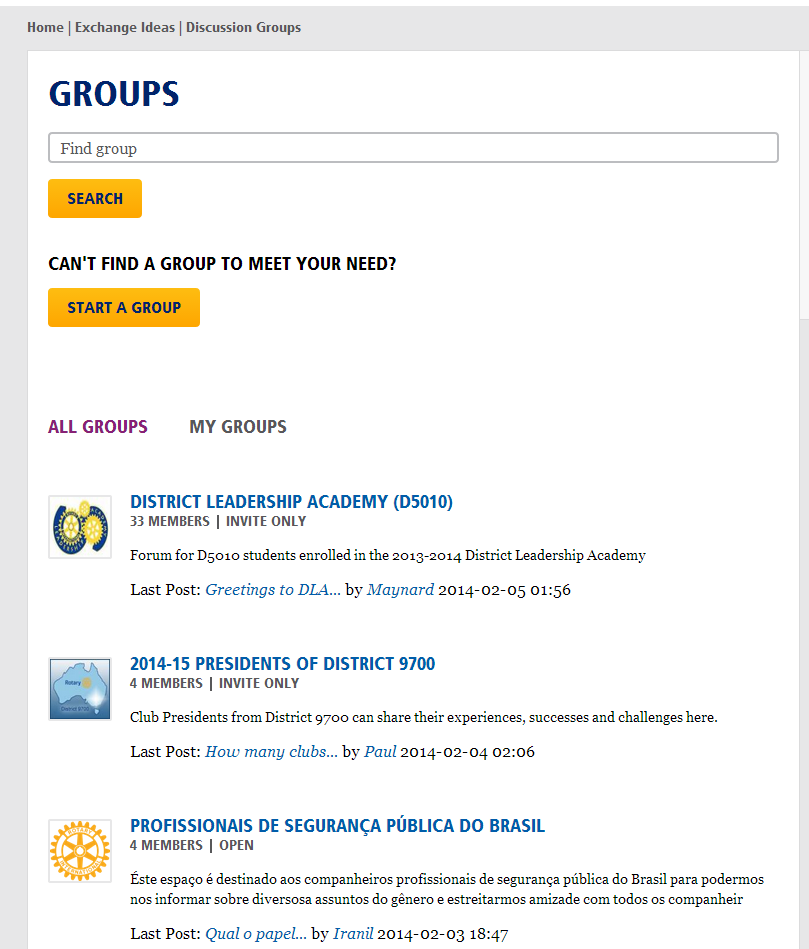 Home | Exchange Ideas | Discussion Groups
GROUPS
Find group
SEARCH
CAN'T FIND A GROUP TO MEET YOUR NEED?
START A GROUP
ALL GROUPS MY GROUPS
DISTRICT LEADERSHIP ACADEMY (D5010)
33 MEMBERS | INVITE ONLY
Forum for D5010 students enrolled in the 2013-2014 District Leadership Academy
Last Post: Greetings to DLA... by Maynard 2014-02-05 01:56
Rotary
District 9700
2014-15 PRESIDENTS OF DISTRICT 9700
4 MEMBERS | INVITE ONLY
Club Presidents from District 9700 can share their experiences, successes and challenges here.
Last Post: How many clubs... by Paul 2014-02-04 02:06
ROTARY
INTERNATIONAL
PROFISSIONAIS DE SEGURANÇA PÚBLICA DO BRASIL
4 MEMBERS | OPEN
Éste espaço é destinado aos companheiros profissionais de segurança pública do Brasil para podermos
nos informar sobre diversosa assuntos do gênero e estreitarmos amizade com todos os companheir
Last Post: Qual o papel... by Iranil 2014-02-03 18:47